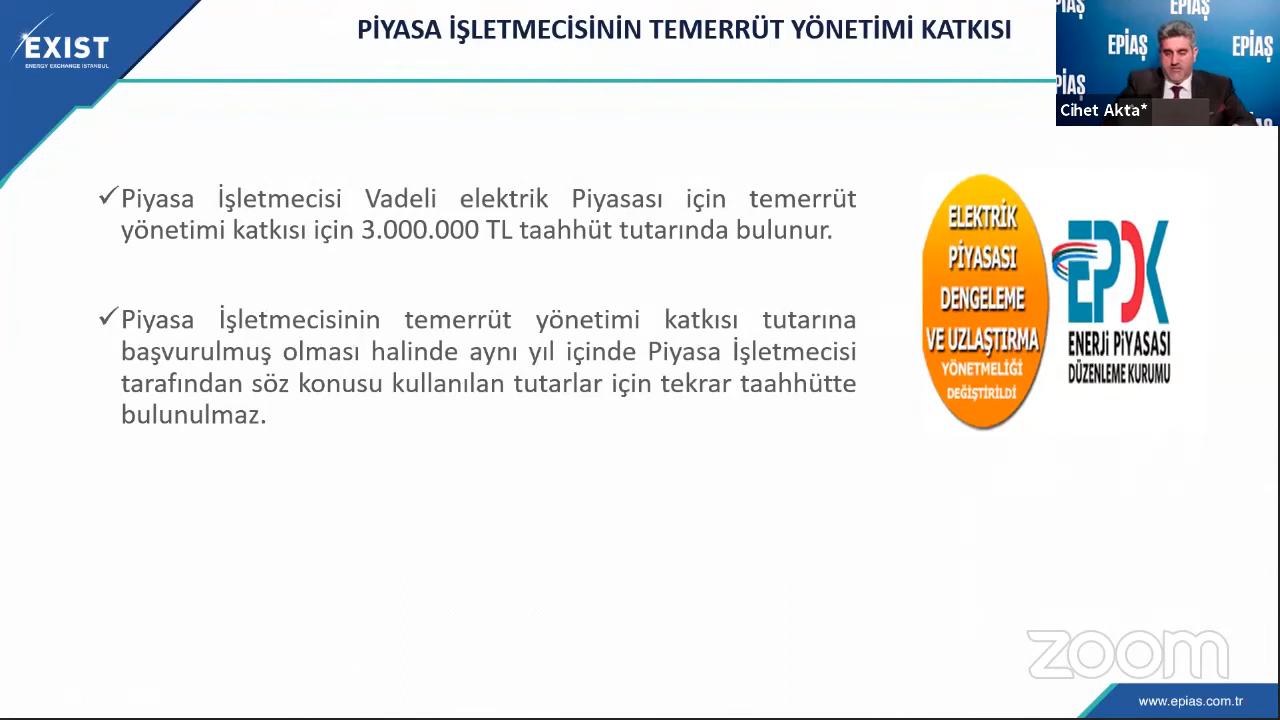 EXIST
ENERGY EXCHANGE ISTANBUL
PİYASA İŞLETMECİSİNİN TEMERRÜT YÖNETİMİ KATKISI
EPİAŞ
EPİAŞ
EPİAŞ
EPİAŞ
Cihet Akta*
✓Piyasa İşletmecisi Vadeli elektrik Piyasası için temerrüt
yönetimi katkısı için 3.000.000 TL taahhüt tutarında bulunur.
✓Piyasa İşletmecisinin temerrüt yönetimi katkısı tutarına
başvurulmuş olması halinde aynı yıl içinde Piyasa İşletmecisi
tarafından söz konusu kullanılan tutarlar için tekrar taahhütte
bulunulmaz.
ELEKTRİK
PİYASASI
DENGELEME
VE UZLAŞTIRMA
YÖNETMELİĞİ
DEĞİŞTİRİLDİ
EPDK
ENERJİ PİYASASI
DÜZENLEME KURUMU
zoom
www.epias.com.tr